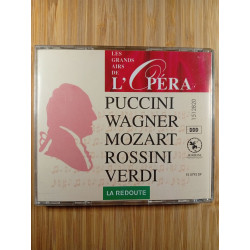 LES
GRANDS
AIRS
DE
L'OPÉRA
PUCCINI
WAGNER
MOZART
ROSSINI
VERDI
LA REDOUTE